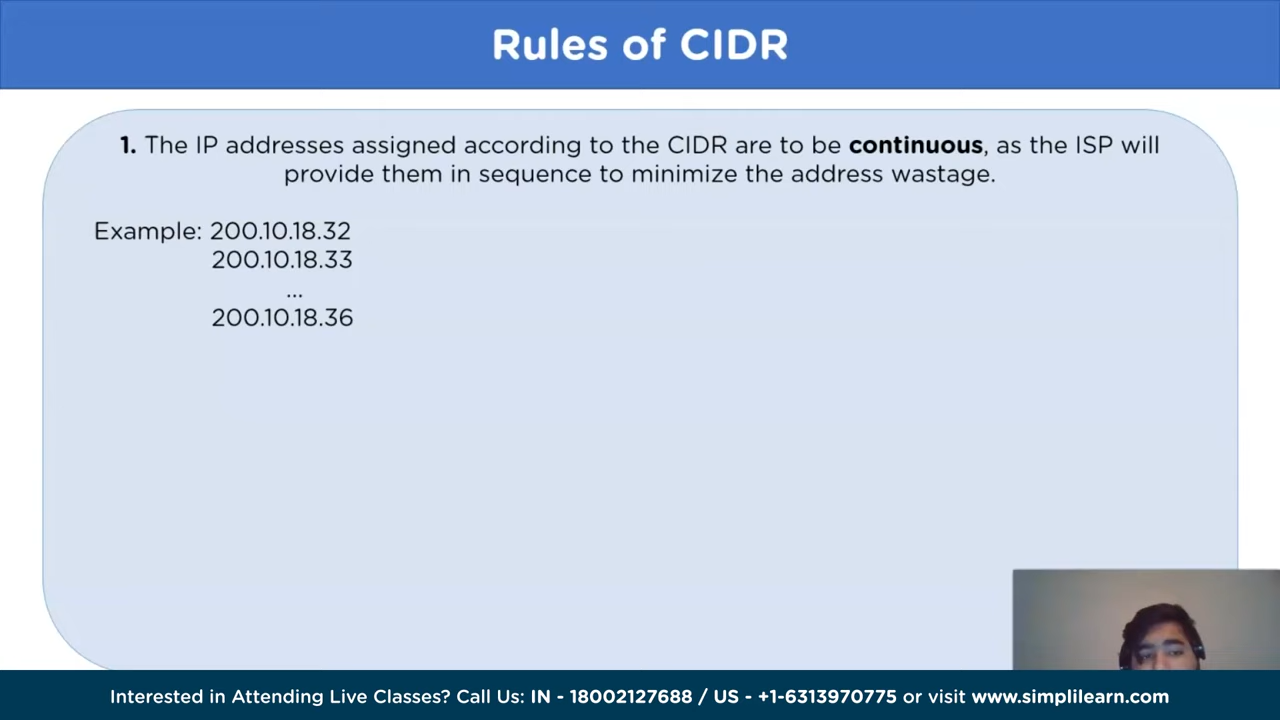 Rules of CIDR
1. The IP addresses assigned according to the CIDR are to be continuous, as the ISP will
provide them in sequence to minimize the address wastage.
Example: 200.10.18.32
200.10.18.33
...
200.10.18.36
Interested in Attending Live Classes? Call Us: IN - 18002127688 / US - +1-6313970775 or visit www.simplilearn.com